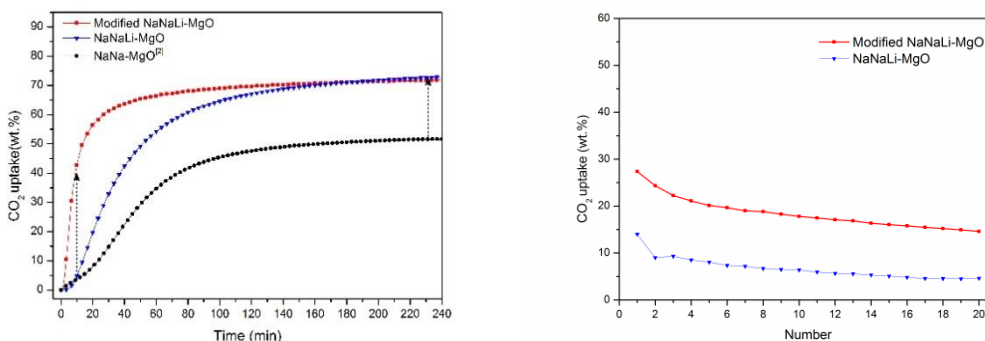 Modified NaNaLi-MgO
NaNaLi-MgO
NaNa-MgO[2]
CO2 uptake(wt.%)
90
80
70
60
50
40
30
20
10
0
0 20 40 60 80 100 120 140 160 180 200 220 240
Time (min)
Modified NaNaLi-MgO
NaNaLi-MgO
CO2 uptake (wt.%)
60
50
40
30
20
10
0
0 2 4 6 8 10 12 14 16 18 20
Number